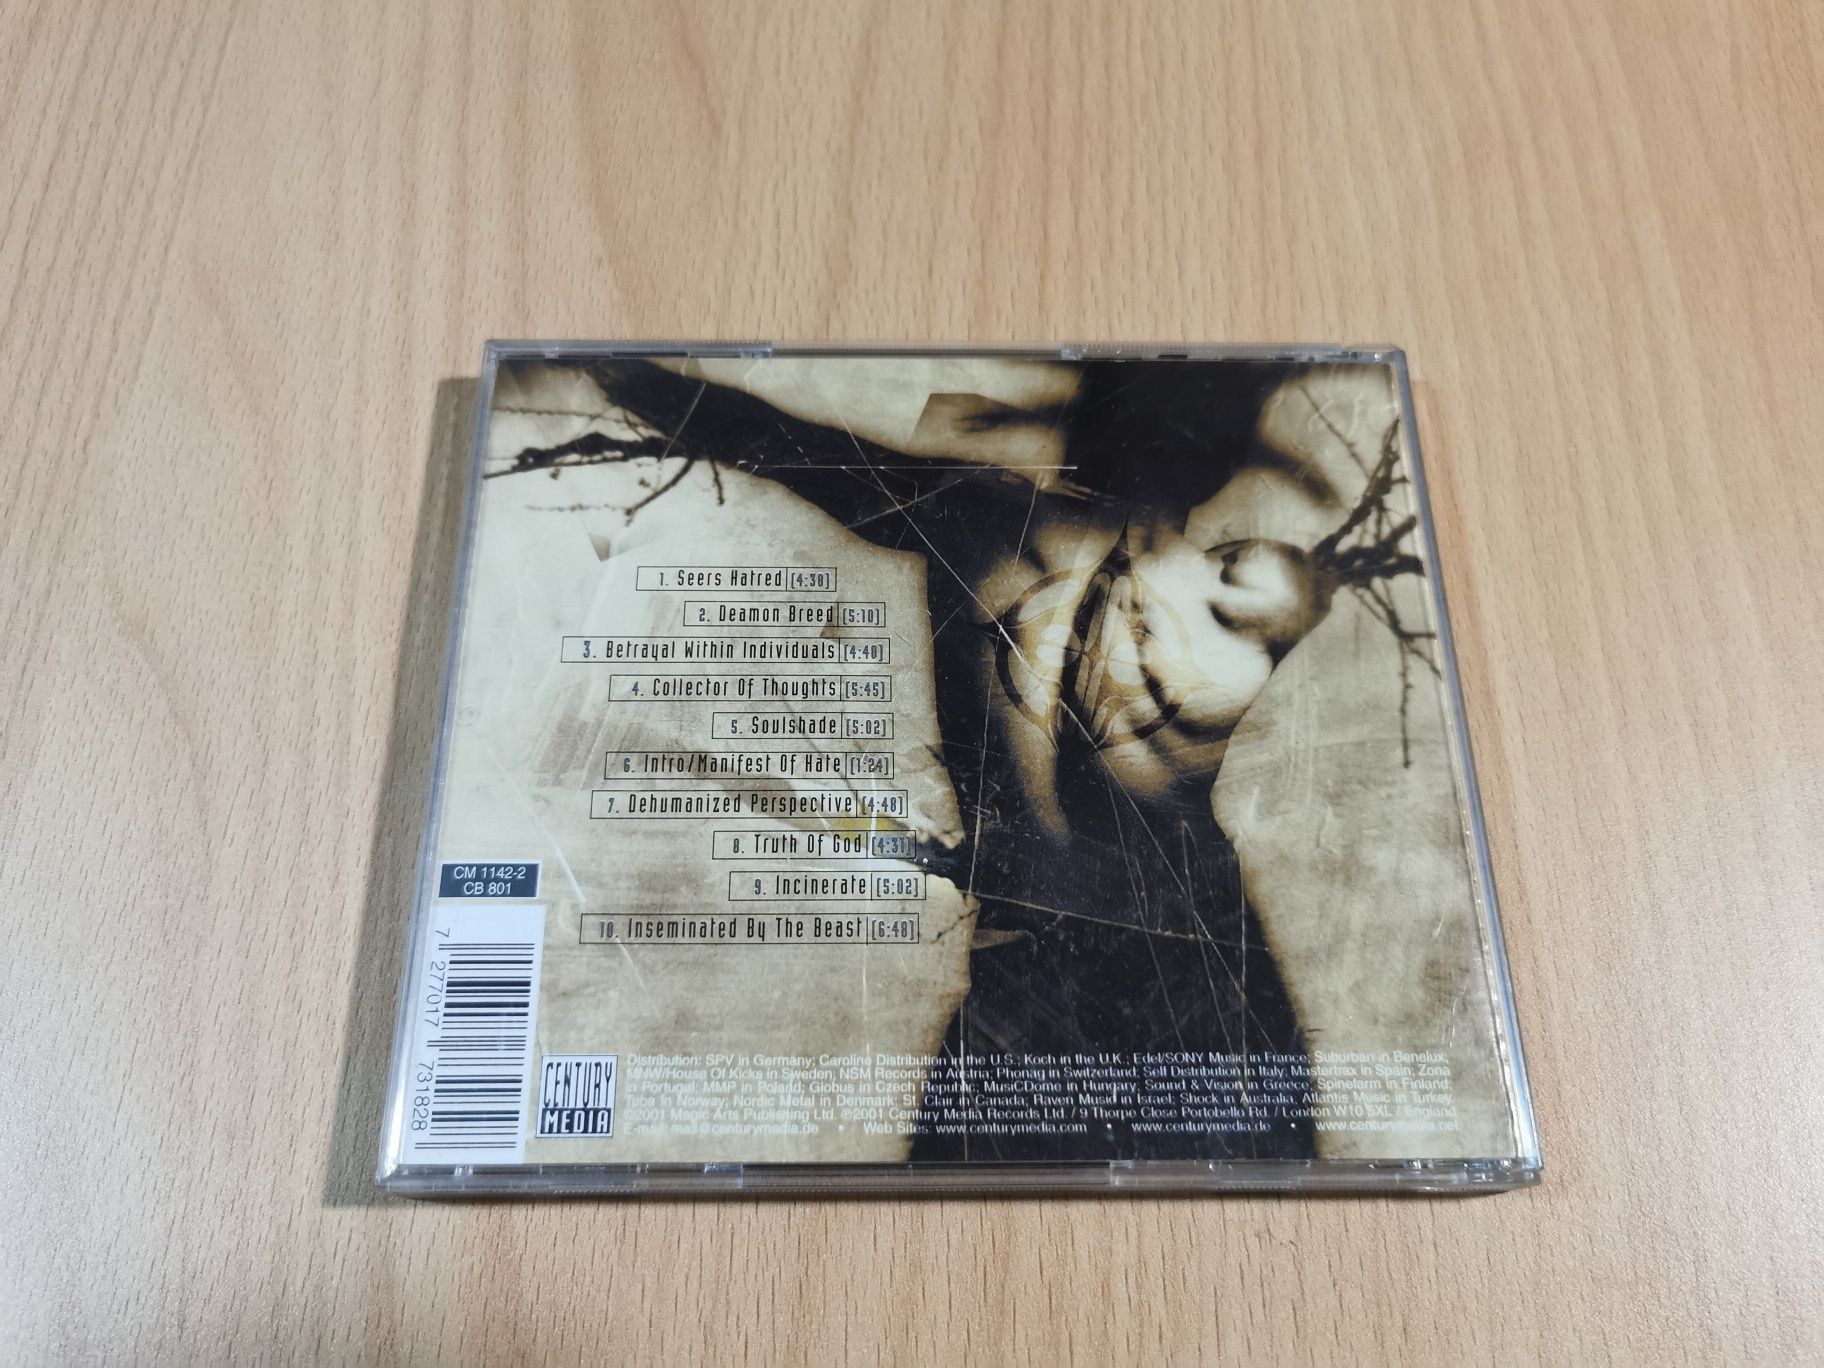 1. Seers Hatred [4:38]
2. Deamon Breed [5:10]
3. Betrayal Within Individuals [4:40]
4. Collector Of Thoughts [5:45]
5. Soulshade [5:02]
6. Intro/Manifest Of Hate [1:24]
7. Dehumanized Perspective [4:48]
8. Truth Of God [4:31]
9. Incinerate [5:02]
10. Inseminated By The Beast [6:48]
CM 1142-2
CB 801
7 27701 7 731828
CENTURY
MEDIA
Distribution: SPV in Germany; Caroline Distribution in the U.S.; Koch in the U.K.; Edel/SONY Music in France; Suburban in Benelux;
MNW/House Of Kicks in Sweden; NSM Records in Austria; Phonag in Switzerland; Self Distribution in Italy; Mastertrax in Spain; Zona
in Portugal; MMP in Poland; Globus in Czech Republic; MusiCDome in Hungary; Sound & Vision in Greece; Spinefarm in Finland;
Tuba in Norway; Nordic Metal in Denmark; St. Clair in Canada; Raven Music in Israel; Shock in Australia; Atlantis Music in Turkey.
©2001 Magic Arts Publishing Ltd. ℗2001 Century Media Records Ltd. / 9 Thorpe Close Portobello Rd. / London W10 5XL / England
E-mail: mail@centurymedia.de • Web Sites: www.centurymedia.com • www.centurymedia.de • www.centurymedia.net